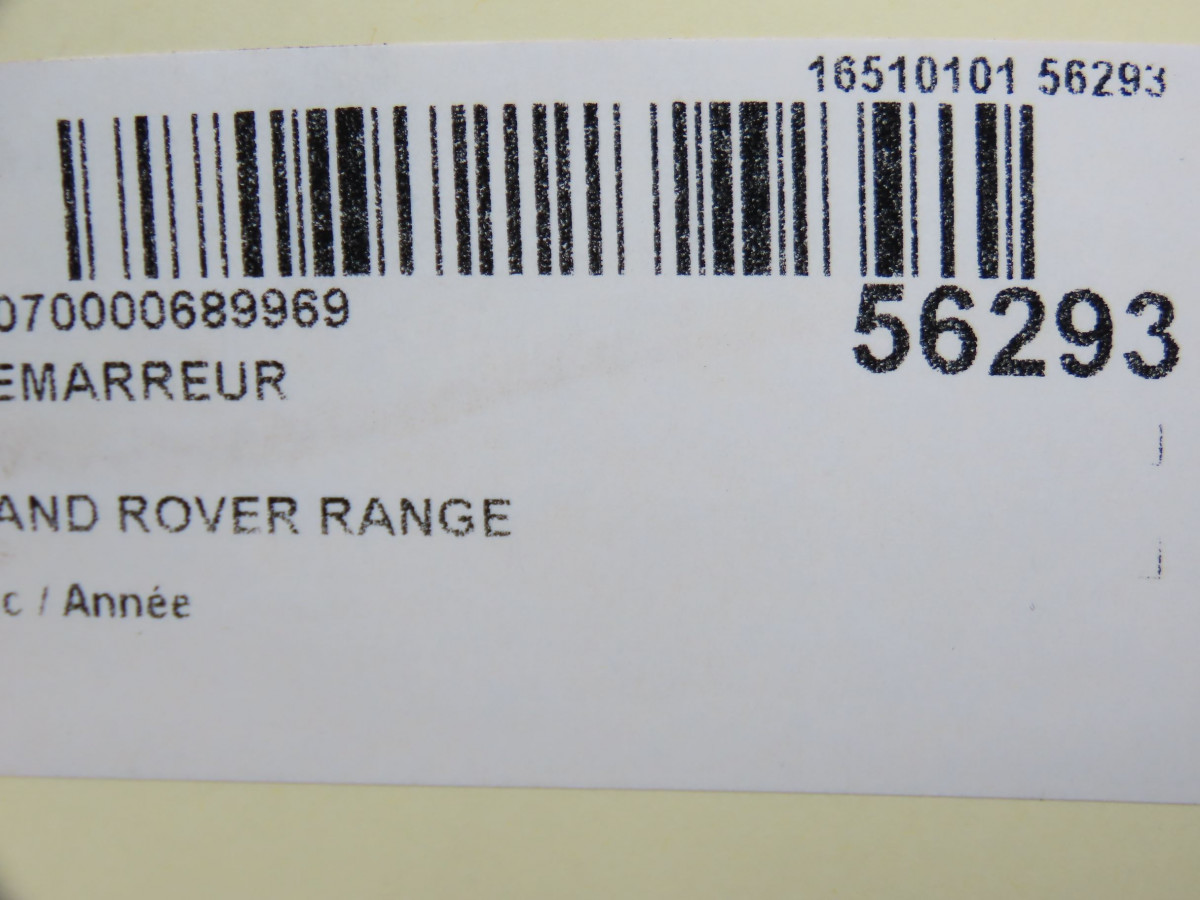 16510101 56293
070000689969
56293
EMARREUR
AND ROVER RANGE
c / Année